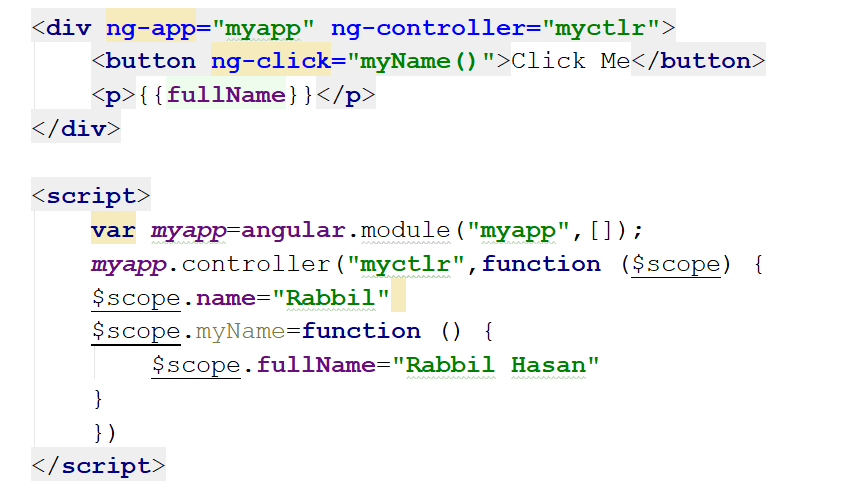 <div ng-app="myapp" ng-controller="myctlr">
<button ng-click="myName()">Click Me</button>
<p>{{fullName}}</p>
</div>
<script>
var myapp=angular.module("myapp",[]);
myapp.controller("myctlr",function ($scope) {
$scope.name="Rabbil"
$scope.myName=function () {
$scope.fullName="Rabbil Hasan"
}
})
</script>